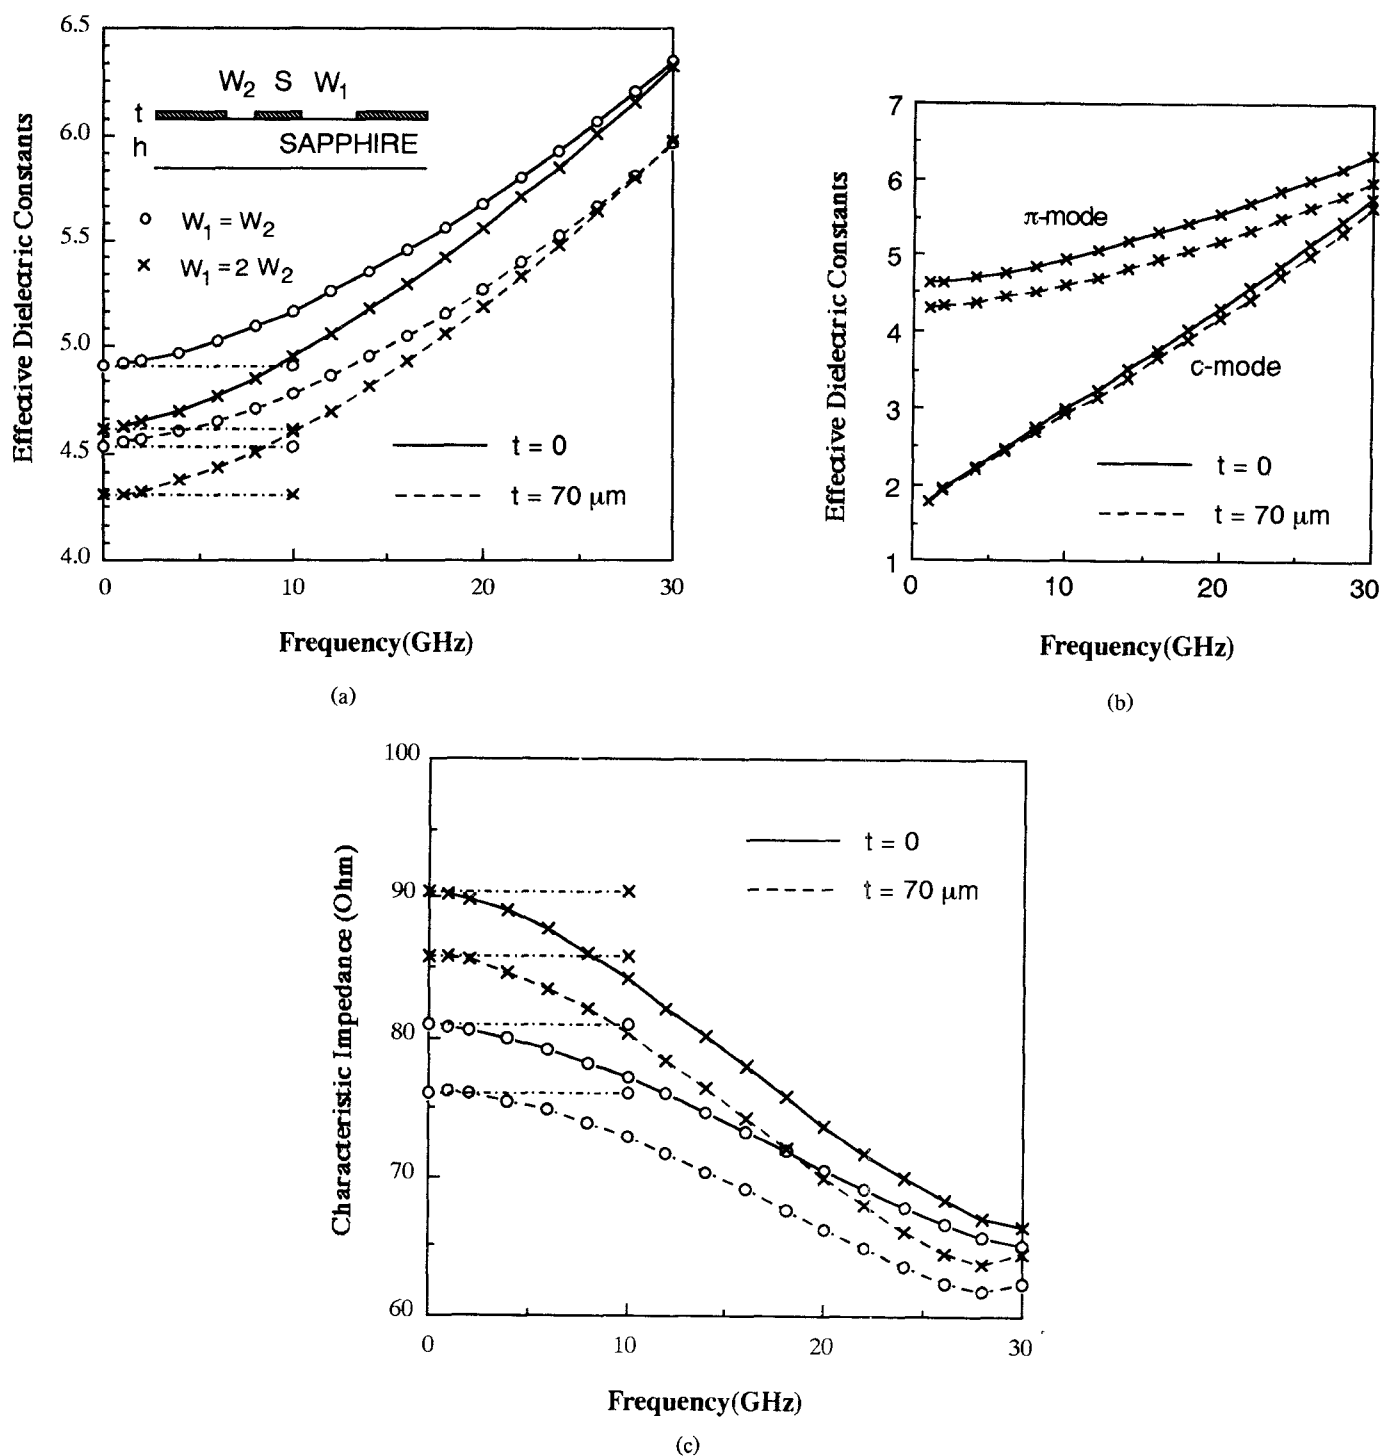 6.5
6.0
5.5
5.0
4.5
4.0
Effective Dielectric Constants
W2 S W1
t
h
SAPPHIRE
W1 = W2
W1 = 2 W2
t = 0
t = 70 μm
0
10
20
30
Frequency(GHz)
(a)
7
6
5
4
3
2
1
Effective Dielectric Constants
π-mode
c-mode
t = 0
t = 70 μm
0
10
20
30
Frequency(GHz)
(b)
100
90
80
70
60
Characteristic Impedance (Ohm)
t = 0
t = 70 μm
0
10
20
30
Frequency(GHz)
(c)